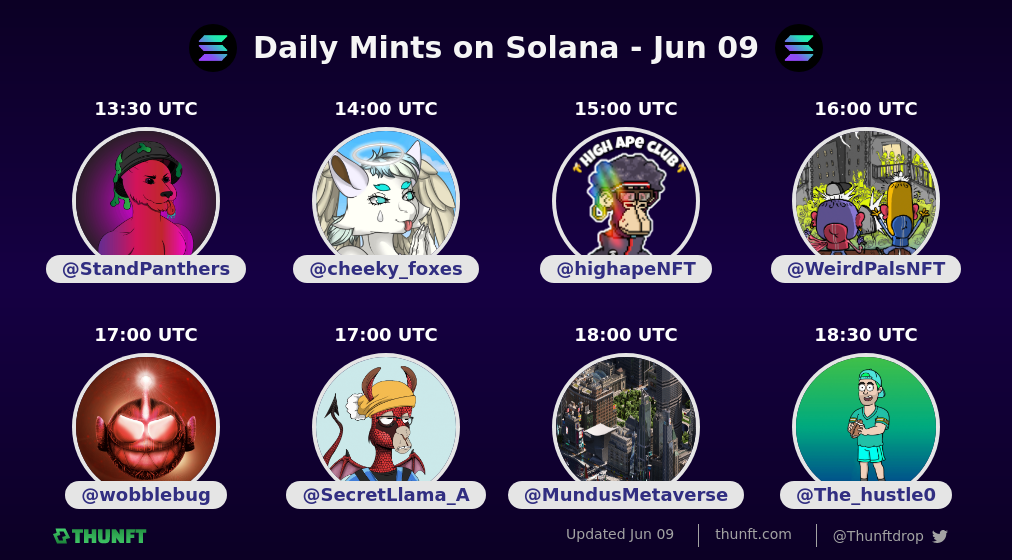 Daily Mints on Solana - Jun 09
13:30 UTC
14:00 UTC
15:00 UTC
16:00 UTC
HIGH APE CLUB
@StandPanthers
@cheeky_foxes
@highapeNFT
@WeirdPalsNFT
17:00 UTC
17:00 UTC
18:00 UTC
18:30 UTC
@wobblebug
@SecretLlama_A
@MundusMetaverse
@The_hustle0
THUNFT
Updated Jun 09
thunft.com
@Thunftdrop